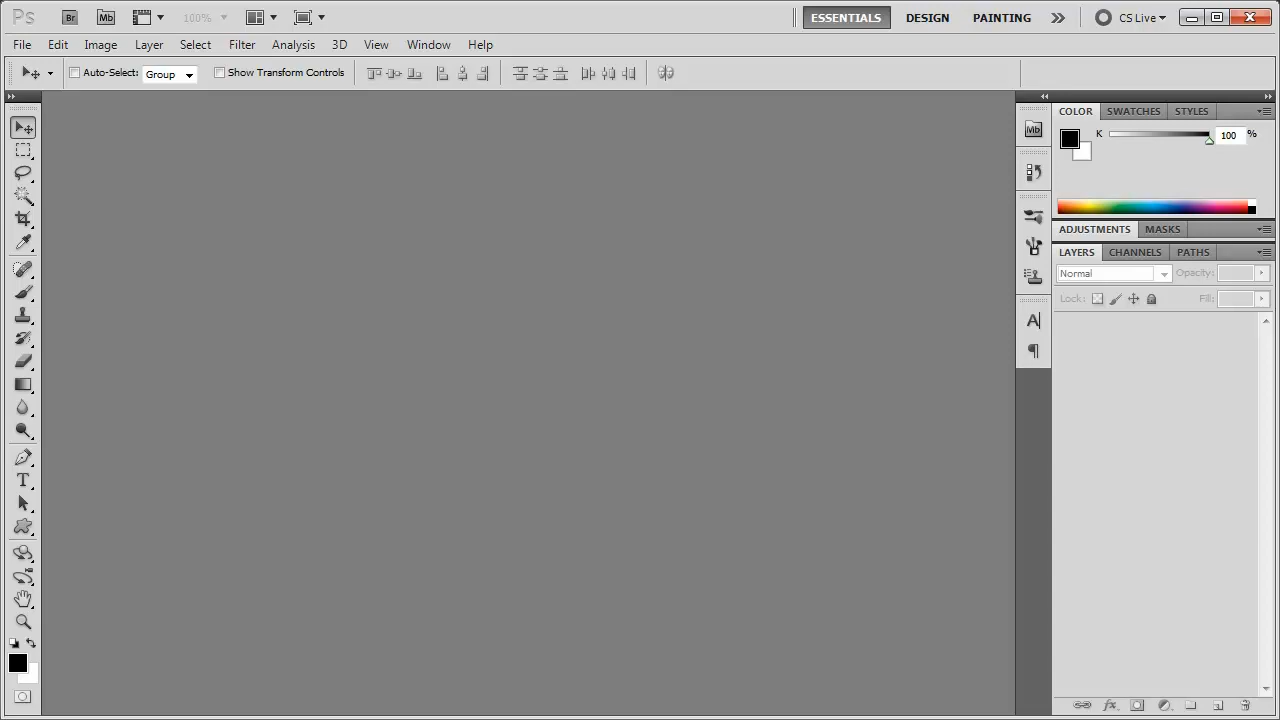 Ps Br Mb 100% ESSENTIALS DESIGN PAINTING CS Live
File Edit Image Layer Select Filter Analysis 3D View Window Help
Auto-Select: Group Show Transform Controls
COLOR SWATCHES STYLES
Mb
K 100 %
ADJUSTMENTS MASKS
LAYERS CHANNELS PATHS
Normal Opacity:
Lock: Fill:
A
¶
T
fx